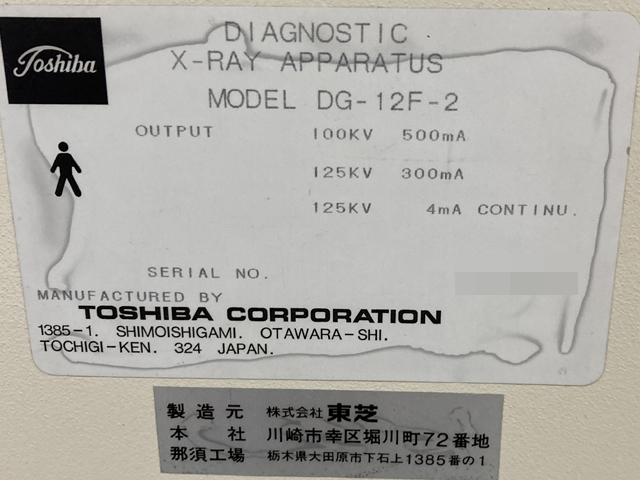 Toshiba
DIAGNOSTIC
X-RAY APPARATUS
MODEL DG-12F-2
OUTPUT 100KV 500mA
125KV 300mA
125KV 4mA CONTINU.
SERIAL NO.
MANUFACTURED BY
TOSHIBA CORPORATION
1385-1. SHIMOISHIGAMI. OTAWARA-SHI.
TOCHIGI-KEN. 324 JAPAN.
製造元 株式会社 東芝
本社 川崎市幸区堀川町72番地
那須工場 栃木県大田原市下石上1385番の1